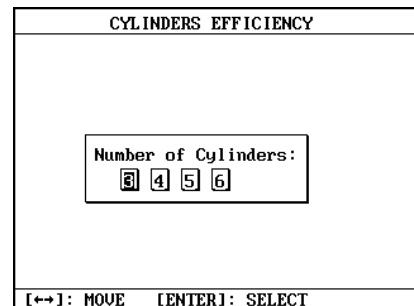 CYLINDERS EFFICIENCY
Number of Cylinders:
3 4 5 6
[←→]: MOVE [ENTER]: SELECT